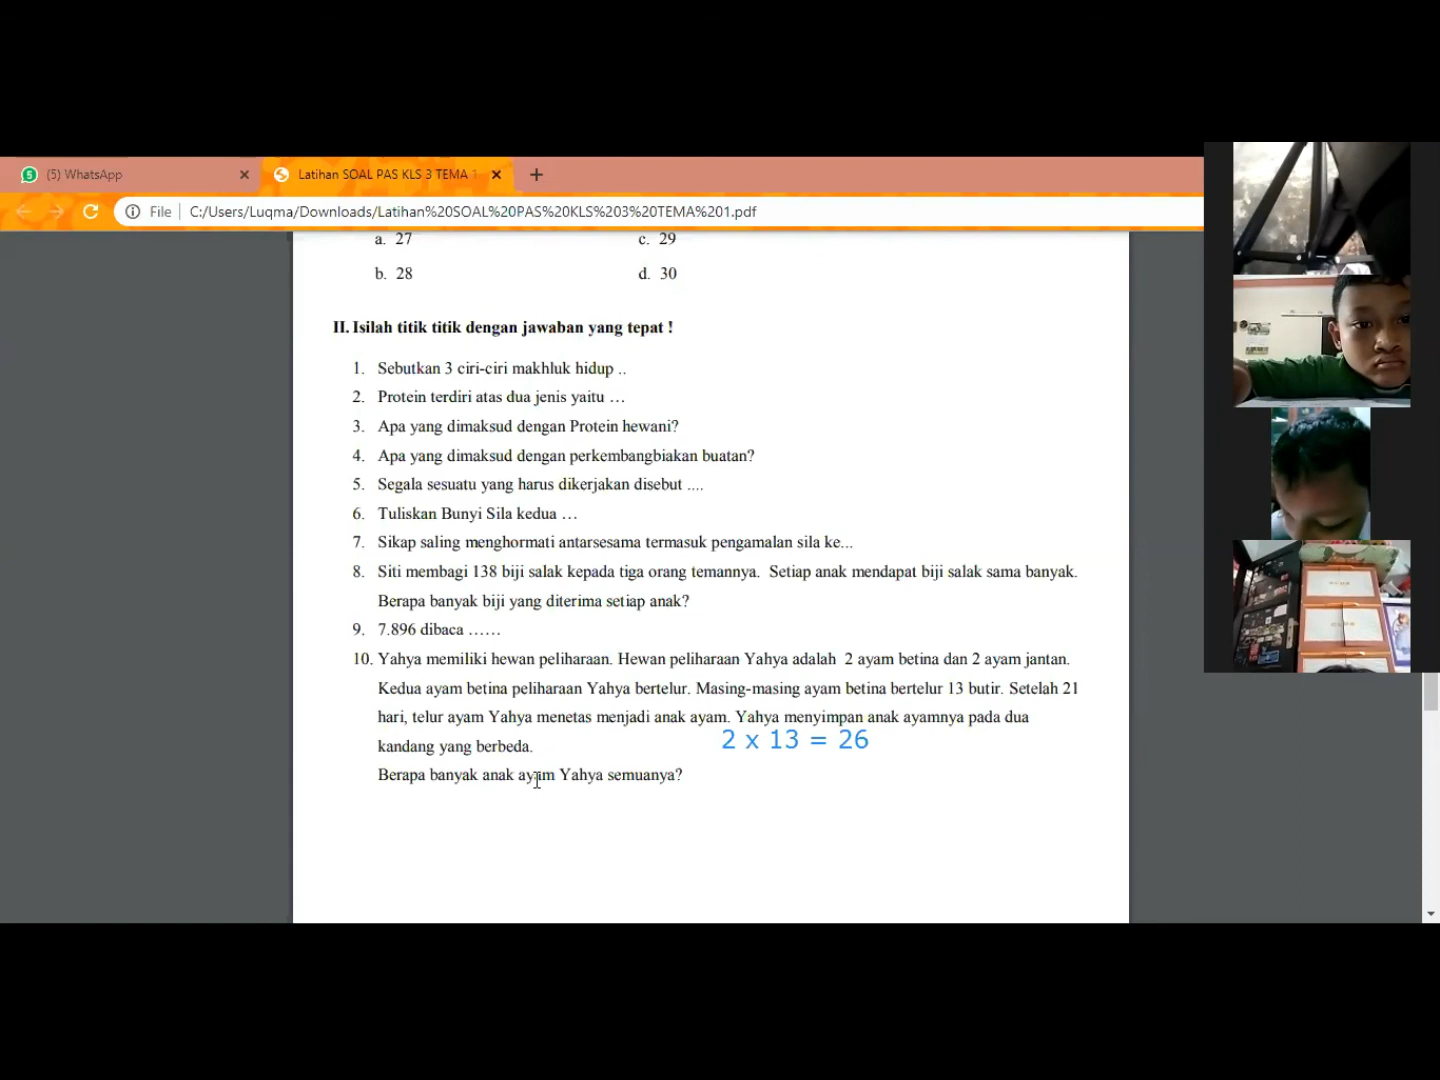 (5) WhatsApp
Latihan SOAL PAS KLS 3 TEMA 1
File C:/Users/Luqma/Downloads/Latihan%20SOAL%20PAS%20KLS%203%20TEMA%201.pdf
a. 27 c. 29
b. 28 d. 30
II. Isilah titik titik dengan jawaban yang tepat !
1. Sebutkan 3 ciri-ciri makhluk hidup ..
2. Protein terdiri atas dua jenis yaitu …
3. Apa yang dimaksud dengan Protein hewani?
4. Apa yang dimaksud dengan perkembangbiakan buatan?
5. Segala sesuatu yang harus dikerjakan disebut ....
6. Tuliskan Bunyi Sila kedua …
7. Sikap saling menghormati antarsesama termasuk pengamalan sila ke...
8. Siti membagi 138 biji salak kepada tiga orang temannya. Setiap anak mendapat biji salak sama banyak.
Berapa banyak biji yang diterima setiap anak?
9. 7.896 dibaca ……
10. Yahya memiliki hewan peliharaan. Hewan peliharaan Yahya adalah 2 ayam betina dan 2 ayam jantan.
Kedua ayam betina peliharaan Yahya bertelur. Masing-masing ayam betina bertelur 13 butir. Setelah 21
hari, telur ayam Yahya menetas menjadi anak ayam. Yahya menyimpan anak ayamnya pada dua
kandang yang berbeda.
2 x 13 = 26
Berapa banyak anak ayam Yahya semuanya?